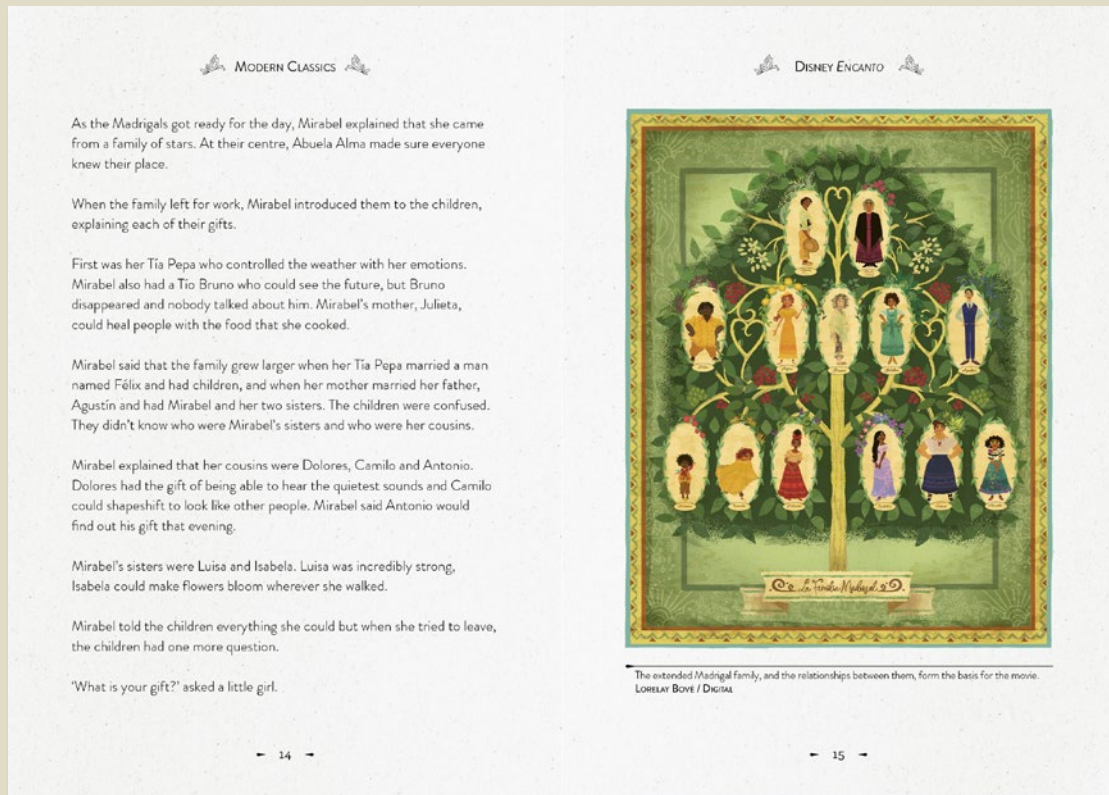 Modern Classics
As the Madrigals got ready for the day, Mirabel explained that she came
from a family of stars. At their centre, Abuela Alma made sure everyone
knew their place.
When the family left for work, Mirabel introduced them to the children,
explaining each of their gifts.
First was her Tía Pepa who controlled the weather with her emotions.
Mirabel also had a Tío Bruno who could see the future, but Bruno
disappeared and nobody talked about him. Mirabel's mother, Julieta,
could heal people with the food that she cooked.
Mirabel said that the family grew larger when her Tía Pepa married a man
named Félix and had children, and when her mother married her father,
Agustín and had Mirabel and her two sisters. The children were confused.
They didn't know who were Mirabel's sisters and who were her cousins.
Mirabel explained that her cousins were Dolores, Camilo and Antonio.
Dolores had the gift of being able to hear the quietest sounds and Camilo
could shapeshift to look like other people. Mirabel said Antonio would
find out his gift that evening.
Mirabel's sisters were Luisa and Isabela. Luisa was incredibly strong,
Isabela could make flowers bloom wherever she walked.
Mirabel told the children everything she could but when she tried to leave,
the children had one more question.
'What is your gift?' asked a little girl.
14
Disney Encanto
La Familia Madrigal
The extended Madrigal family, and the relationships between them, form the basis for the movie.
Lorelay Bové / Digital
15